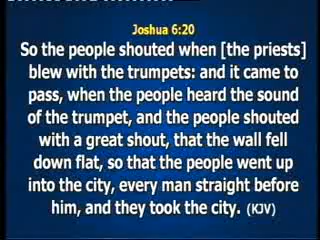 Joshua 6:20
So the people shouted when [the priests]
blew with the trumpets: and it came to
pass, when the people heard the sound
of the trumpet, and the people shouted
with a great shout, that the wall fell
down flat, so that the people went up
into the city, every man straight before
him, and they took the city. (KJV)